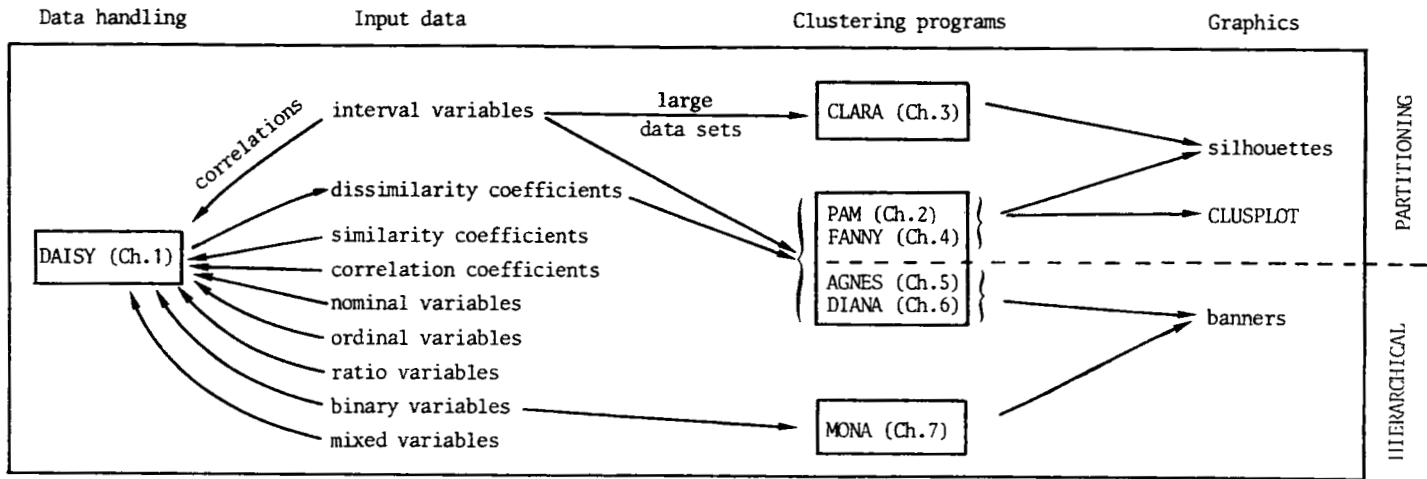 Data handling
Input data
Clustering programs
Graphics
correlations
interval variables
large
data sets
CLARA (Ch.3)
silhouettes
dissimilarity coefficients
PAM (Ch.2)
FANNY (Ch.4)
CLUSPLOT
DAISY (Ch.1)
similarity coefficients
correlation coefficients
nominal variables
ordinal variables
ratio variables
binary variables
mixed variables
AGNES (Ch.5)
DIANA (Ch.6)
banners
MONA (Ch.7)
PARTITIONING
HIERARCHICAL